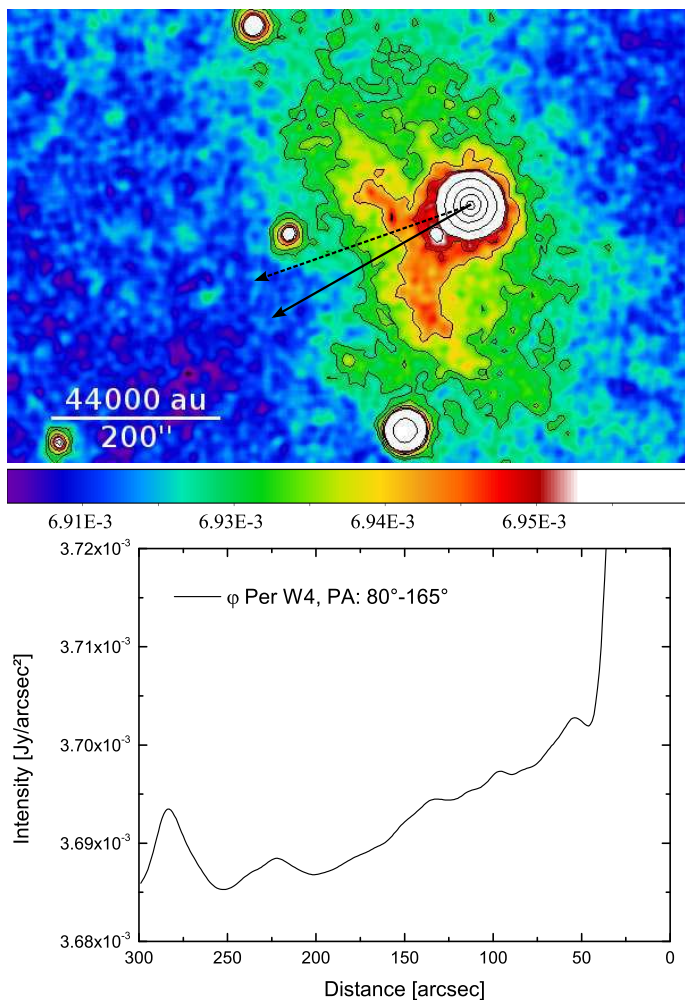 44000 au
200"
6.91E-3 6.93E-3 6.94E-3 6.95E-3
3.72x10⁻³
φ Per W4, PA: 80°-165°
3.71x10⁻³
3.70x10⁻³
3.69x10⁻³
3.68x10⁻³
Intensity [Jy/arcsec²]
300 250 200 150 100 50 0
Distance [arcsec]